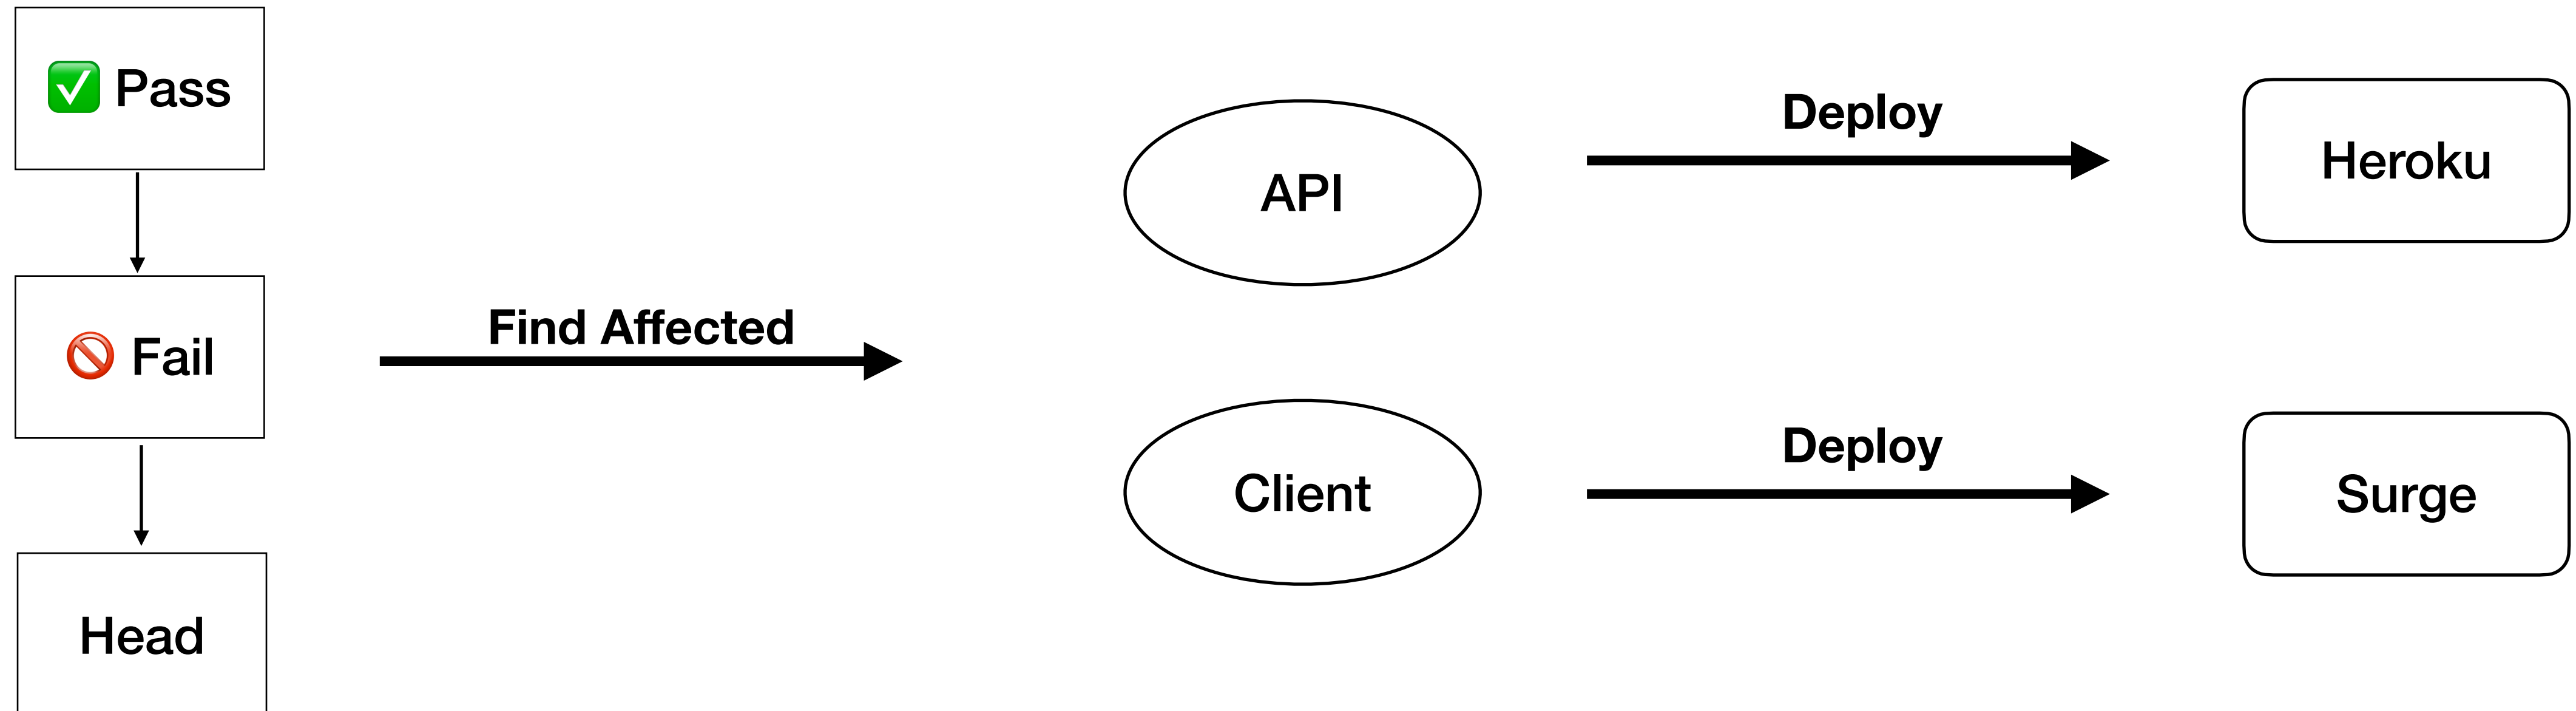 ✅ Pass
🚫 Fail
Head
Find Affected
API
Client
Deploy
Deploy
Heroku
Surge